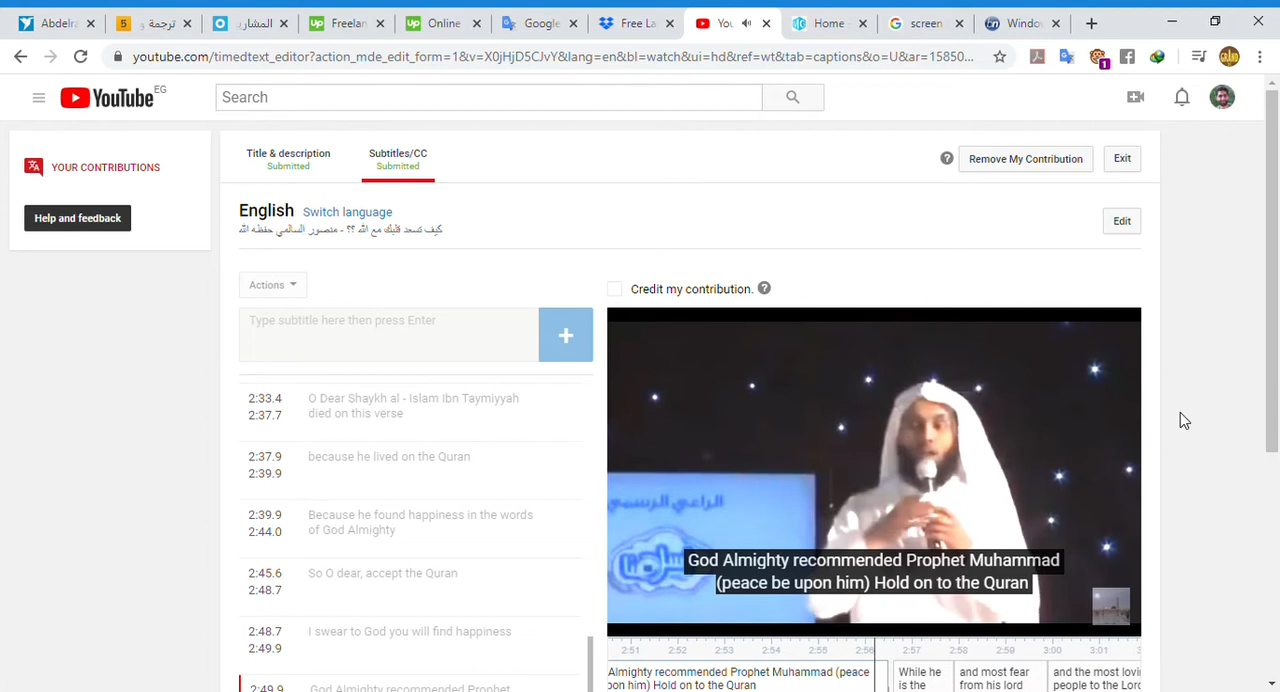 Abdelra
ترجمة و
المشاريـ
Freelan
Online
Google
Free La
You
Home -
screen
Windo
youtube.com/timedtext_editor?action_mde_edit_form=1&v=X0jHjD5CJvY&lang=en&bl=watch&ui=hd&ref=wt&tab=captions&o=U&ar=15850...
YouTube EG
Search
YOUR CONTRIBUTIONS
Help and feedback
Title & description
Submitted
Subtitles/CC
Submitted
Remove My Contribution
Exit
English Switch language
كيف تسعد قلبك مع الله ؟؟ - منصور السالمي حفظه الله
Edit
Actions
Type subtitle here then press Enter
+
Credit my contribution.
2:33.4
2:37.7
O Dear Shaykh al - Islam Ibn Taymiyyah
died on this verse
2:37.9
2:39.9
because he lived on the Quran
2:39.9
2:44.0
Because he found happiness in the words
of God Almighty
2:45.6
2:48.7
So O dear, accept the Quran
2:48.7
2:49.9
I swear to God you will find happiness
2:49.9
God Almighty recommended Prophet
الراعي الرسمي
God Almighty recommended Prophet Muhammad
(peace be upon him) Hold on to the Quran
2:51 2:52 2:53 2:54 2:55 2:56 2:57 2:58 2:59 3:00 3:01
Almighty recommended Prophet Muhammad (peace
upon him) Hold on to the Quran
While he
is the
and most fear
from his lord
and the most lovi
people to the Lord